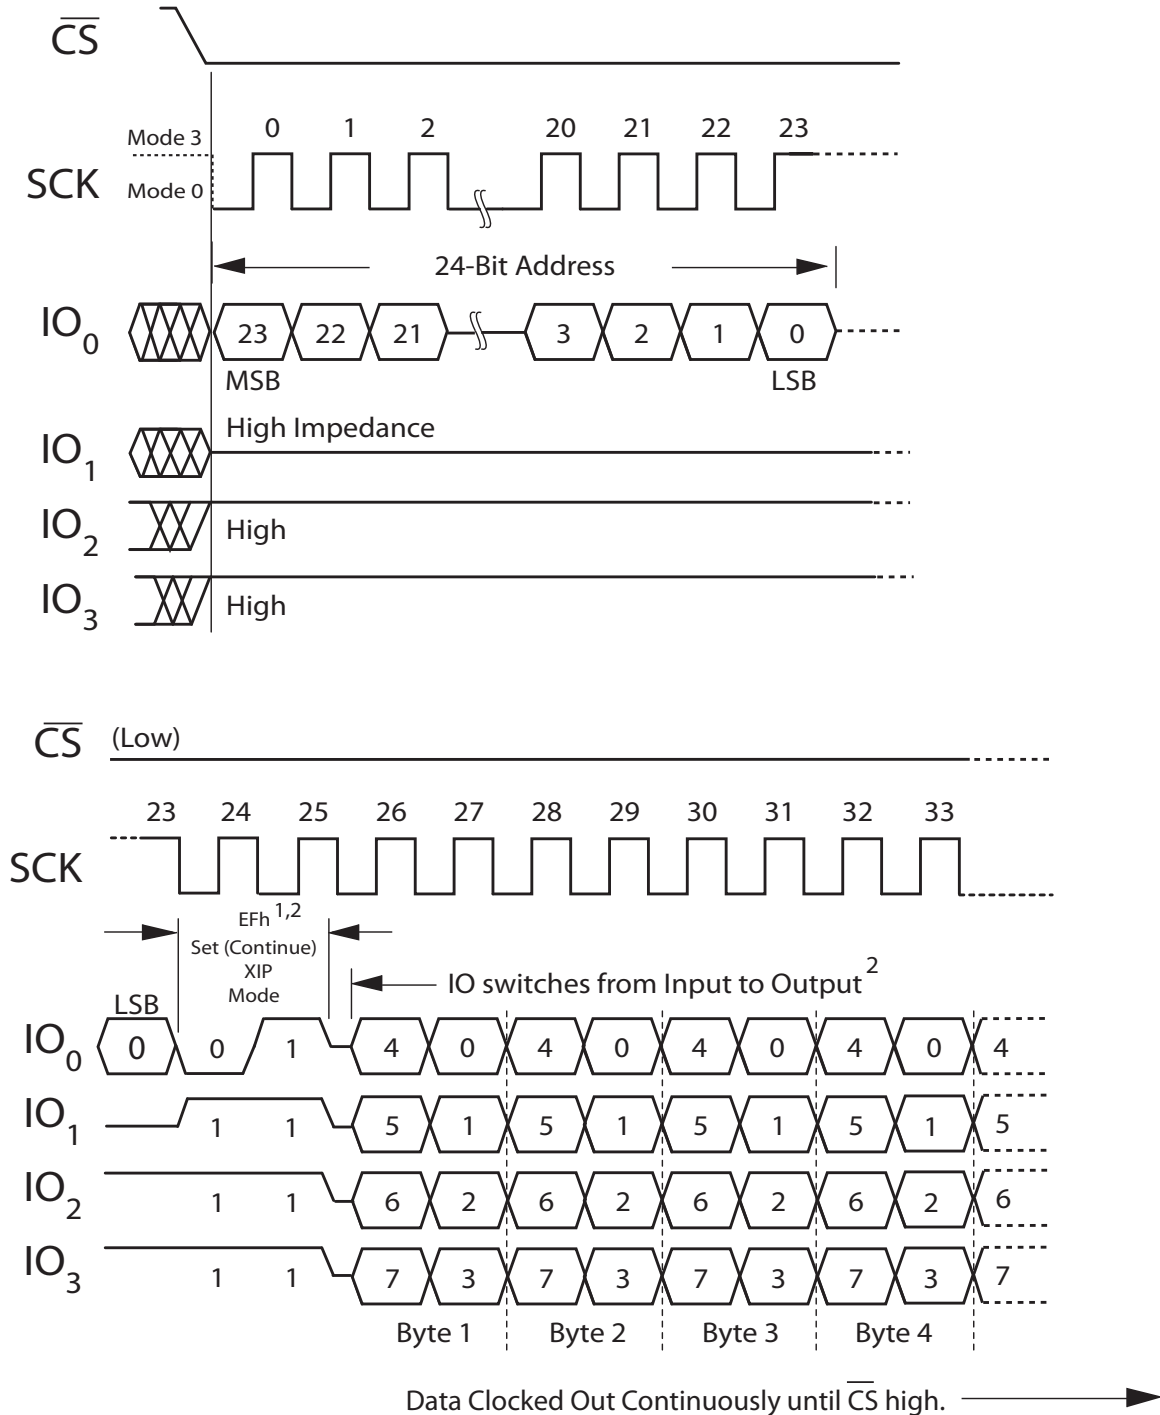 CS
Mode 3
Mode 0
SCK
0 1 2 20 21 22 23
24-Bit Address
IO0
23 22 21 3 2 1 0
MSB LSB
IO1
High Impedance
IO2
High
IO3
High
CS
(Low)
23 24 25 26 27 28 29 30 31 32 33
SCK
EFh 1,2
Set (Continue)
XIP
Mode
IO switches from Input to Output 2
LSB
IO0
0 0 1 4 0 4 0 4 0 4 0 4
IO1
1 1 5 1 5 1 5 1 5 1 5
IO2
1 1 6 2 6 2 6 2 6 2 6
IO3
1 1 7 3 7 3 7 3 7 3 7
Byte 1 Byte 2 Byte 3 Byte 4
Data Clocked Out Continuously until CS high.